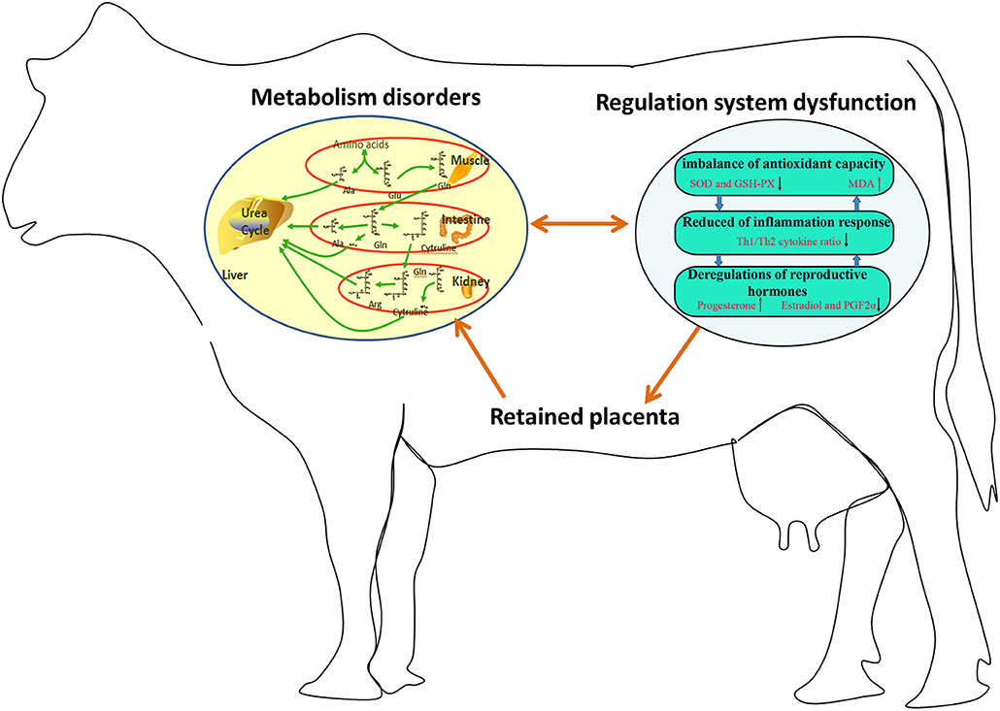 Metabolism disorders
Regulation system dysfunction
Amino acids
Muscle
Ala
Glu
Gln
Urea
Cycle
Liver
Intestine
Ala
Gln
Cytruline
Gln
Kidney
Arg
Cytruline
imbalance of antioxidant capacity
SOD and GSH-PX↓ MDA↑
Reduced of inflammation response
Th1/Th2 cytokine ratio↓
Deregulations of reproductive
hormones
Progesterone↑ Estradiol and PGF2α↓
Retained placenta